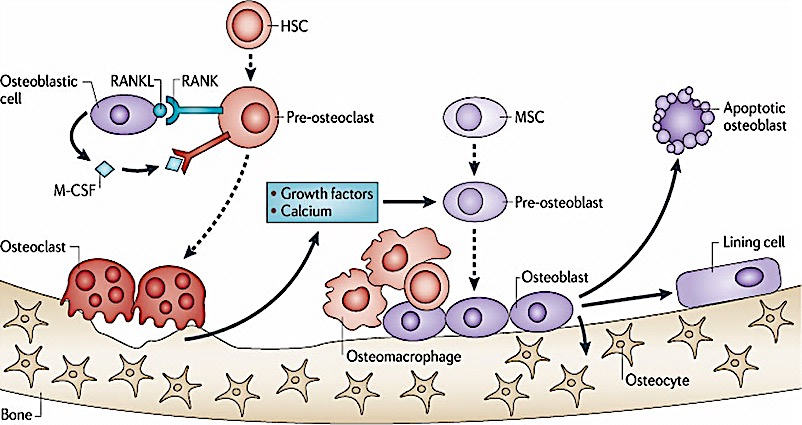 HSC
Osteoblastic
cell
RANKL
RANK
Pre-osteoclast
M-CSF
MSC
Apoptotic
osteoblast
• Growth factors
• Calcium
Pre-osteoblast
Osteoclast
Lining cell
Osteoblast
Osteomacrophage
Osteocyte
Bone